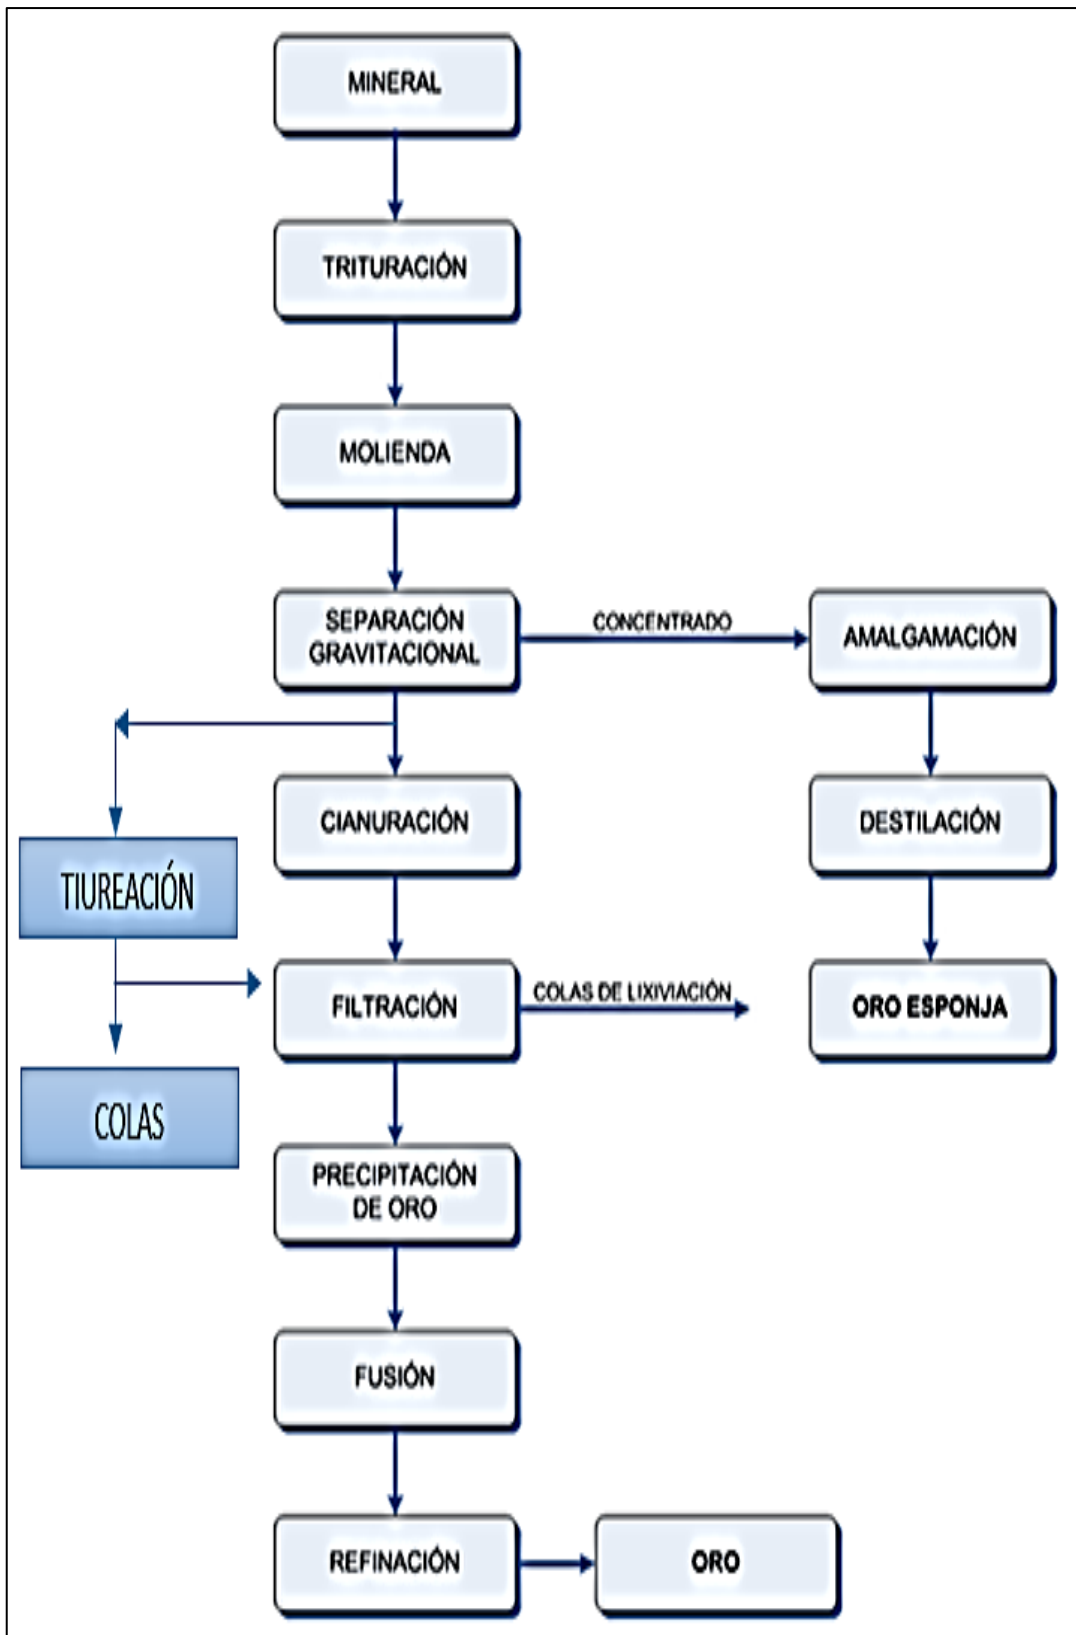 MINERAL
TRITURACIÓN
MOLIENDA
SEPARACIÓN
GRAVITACIONAL
CONCENTRADO
AMALGAMACIÓN
CIANURACIÓN
DESTILACIÓN
TIUREACIÓN
FILTRACIÓN
COLAS DE LIXIVIACIÓN
ORO ESPONJA
COLAS
PRECIPITACIÓN
DE ORO
FUSIÓN
REFINACIÓN
ORO